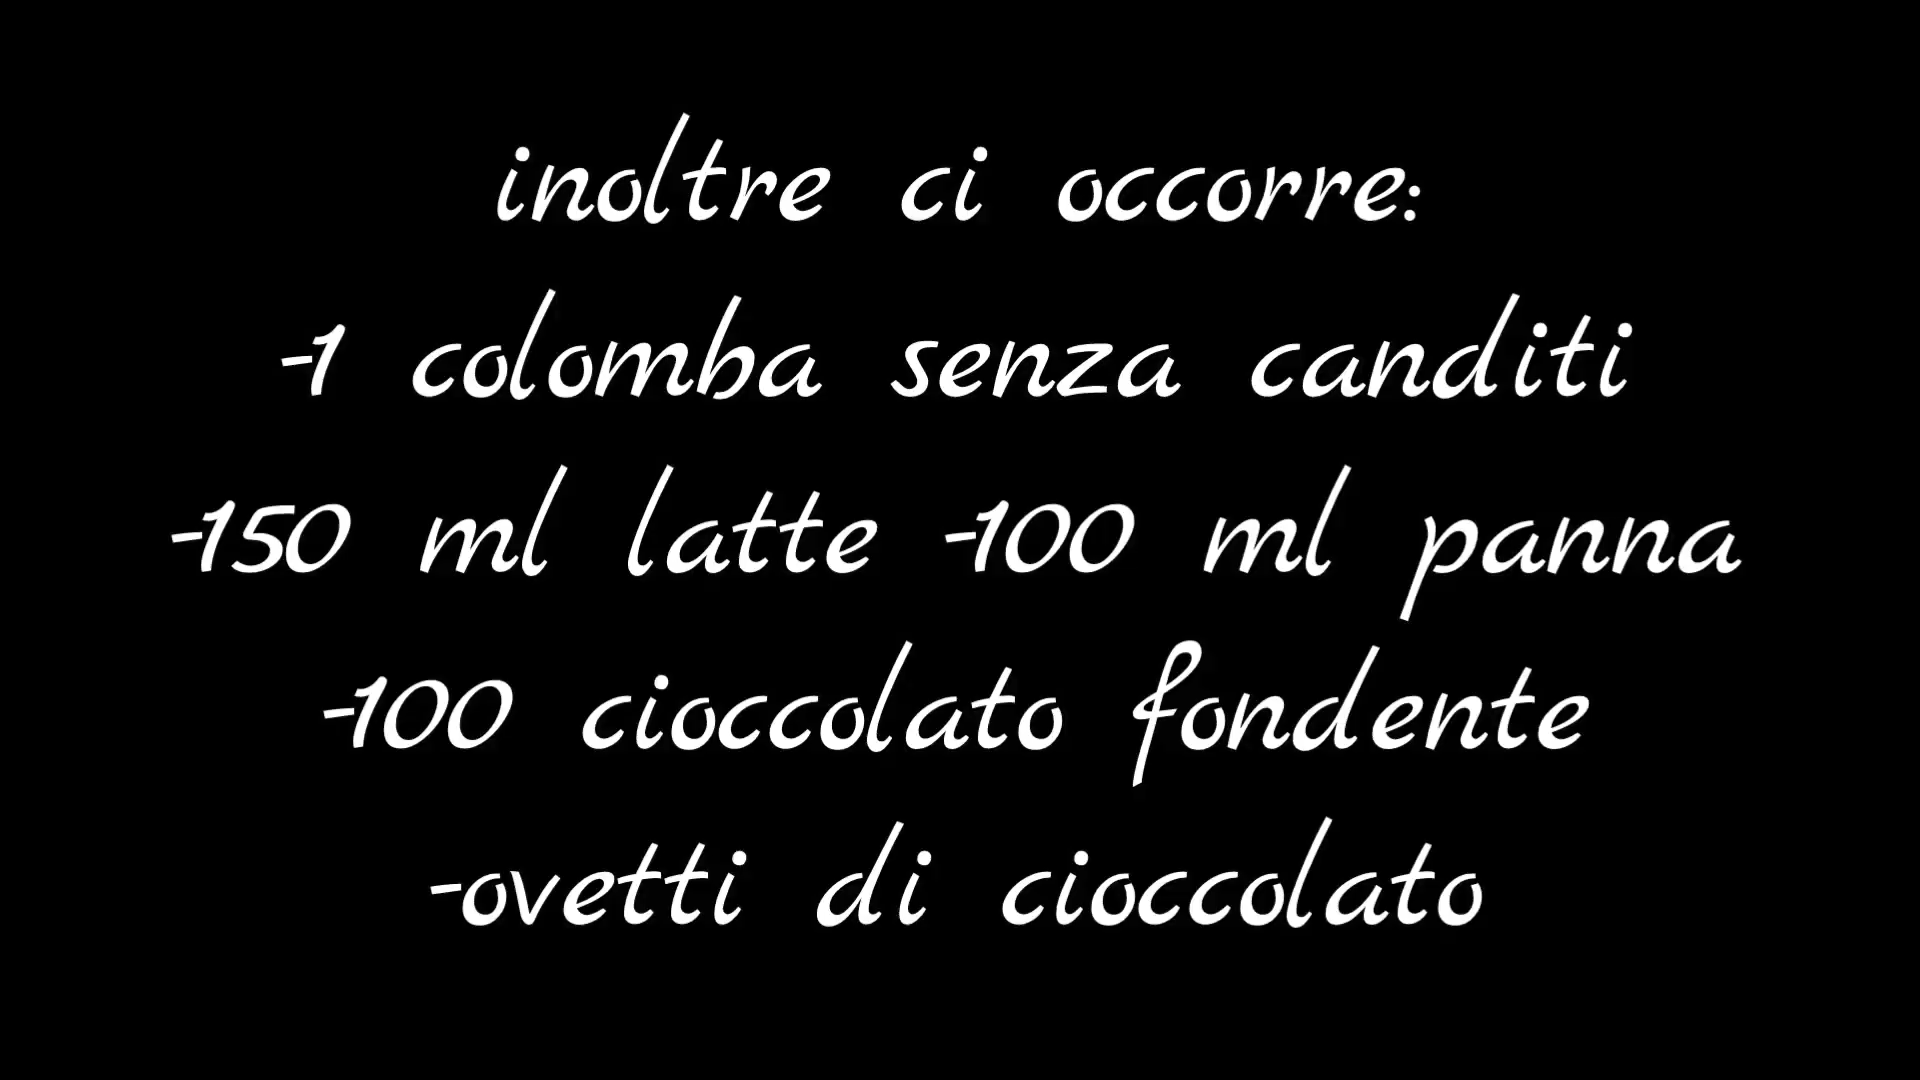 inoltre ci occorre:
-1 colomba senza canditi
-150 ml latte -100 ml panna
-100 cioccolato fondente
-ovetti di cioccolato